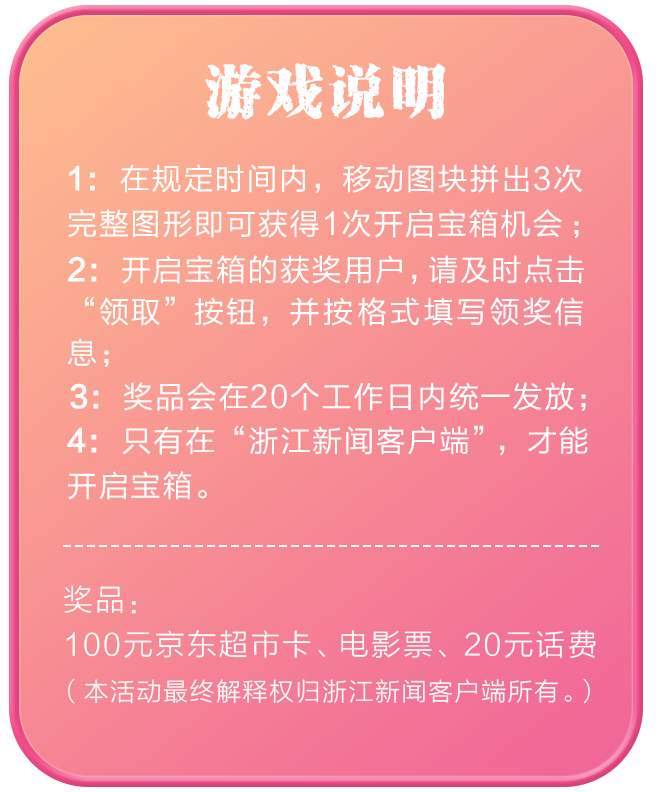 游戏说明
1：在规定时间内，移动图块拼出3次
完整图形即可获得1次开启宝箱机会；
2：开启宝箱的获奖用户，请及时点击
“领取”按钮，并按格式填写领奖信
息；
3：奖品会在20个工作日内统一发放；
4：只有在“浙江新闻客户端”，才能
开启宝箱。
奖品：
100元京东超市卡、电影票、20元话费
（本活动最终解释权归浙江新闻客户端所有。）